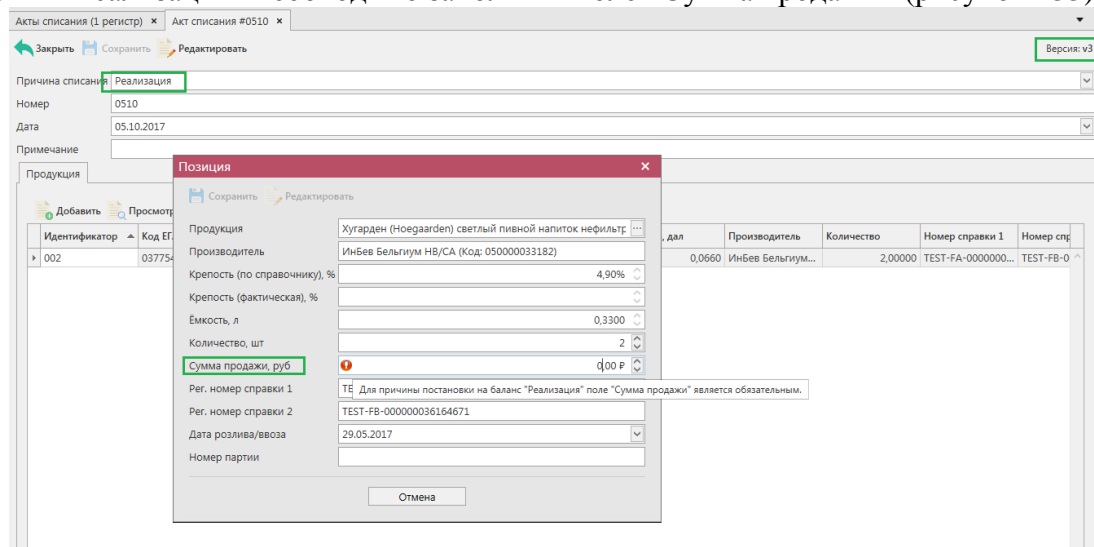 Акты списания (1 регистр) × Акт списания #0510 ×
Закрыть Сохранить Редактировать Версия: v3
Причина списания Реализация
Номер 0510
Дата 05.10.2017
Примечание
Продукция
Добавить
Идентификатор Код , дал Производитель Количество Номер справки 1 Номер
002 0,0660 ИнБев Бельгиум... 2,00000 TEST-FA-0000000... TEST-FB-0
Позиция ×
Сохранить Редактировать
Продукция Хугарден (Hoegaarden) светлый пивной напиток ...
Производитель ИнБев Бельгиум НВ/СА (Код: 050000033182)
Крепость (по справочнику), % 4,90%
Крепость (фактическая), %
Ёмкость, л 0,3300
Количество, шт 2
Сумма продажи, руб 0,00 ₽
Рег. номер справки 1 TE
Для причины постановки на баланс "Реализация" поле "Сумма продажи" является обязательным.
Рег. номер справки 2 TEST-FB-000000036164671
Дата розлива/ввоза 29.05.2017
Номер партии
Отмена